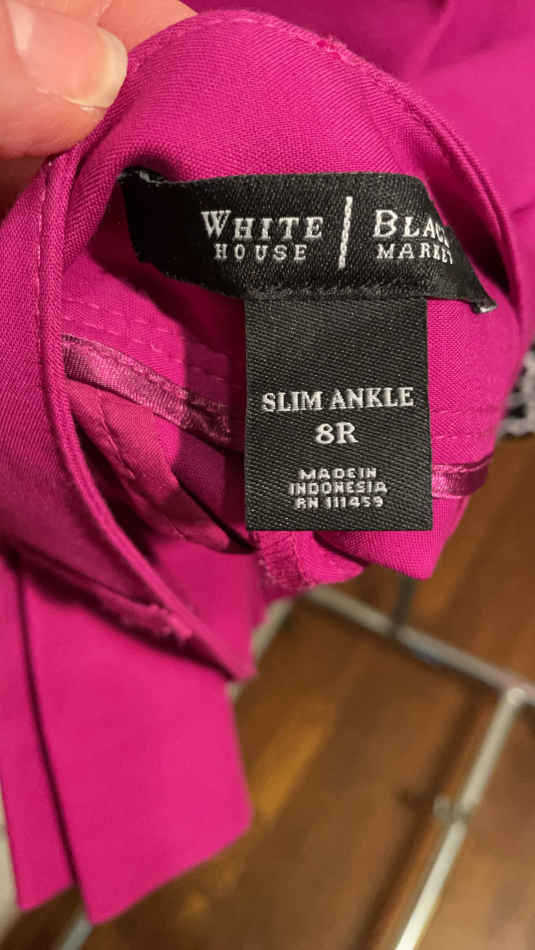 WHITE | BLACK
HOUSE MARKET
SLIM ANKLE
8R
MADE IN
INDONESIA
RN 111459